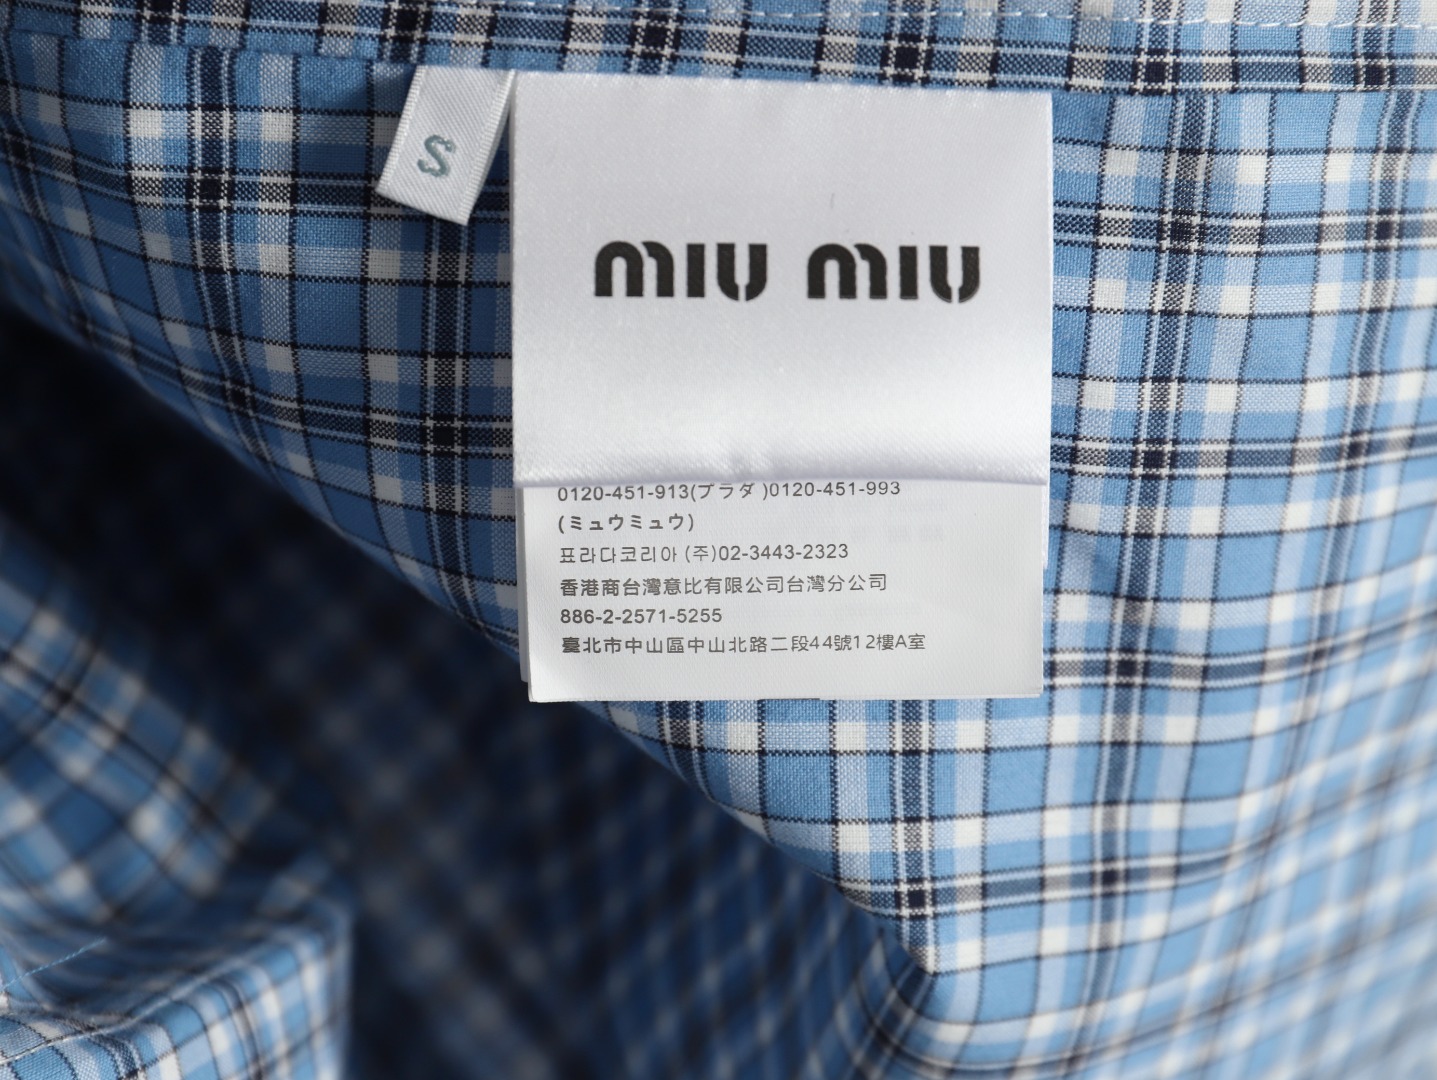 S
miu miu
0120-451-913(プラダ )0120-451-993
(ミュウミュウ)
프라다코리아 (주)02-3443-2323
香港商台灣意比有限公司台灣分公司
886-2-2571-5255
臺北市中山區中山北路二段44號12樓A室